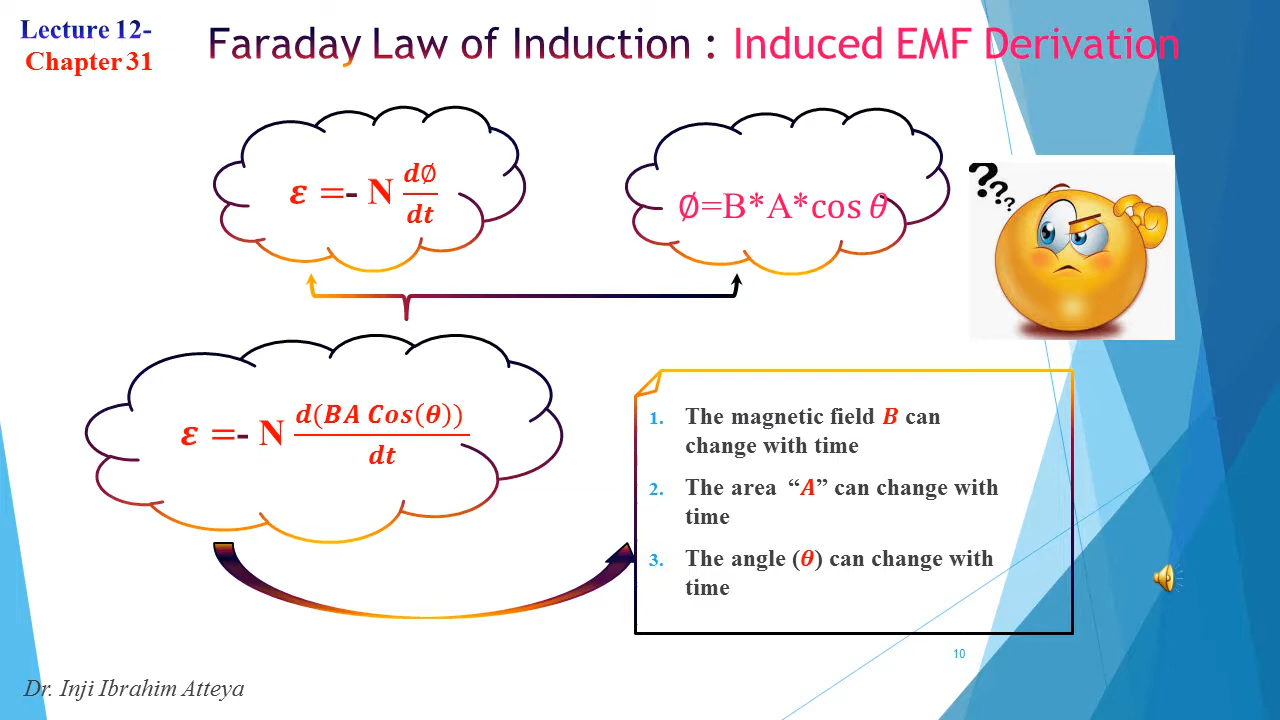 Lecture 12-
Chapter 31
Faraday Law of Induction : Induced EMF Derivation
𝜺 =- N 𝒅∅/𝒅𝒕
∅=B*A*cos 𝜃
???
𝜺 =- N 𝒅(𝑩𝑨 𝑪𝒐𝒔(𝜽))/𝒅𝒕
1. The magnetic field 𝑩 can
change with time
2. The area “𝑨” can change with
time
3. The angle (𝜽) can change with
time
10
Dr. Inji Ibrahim Atteya